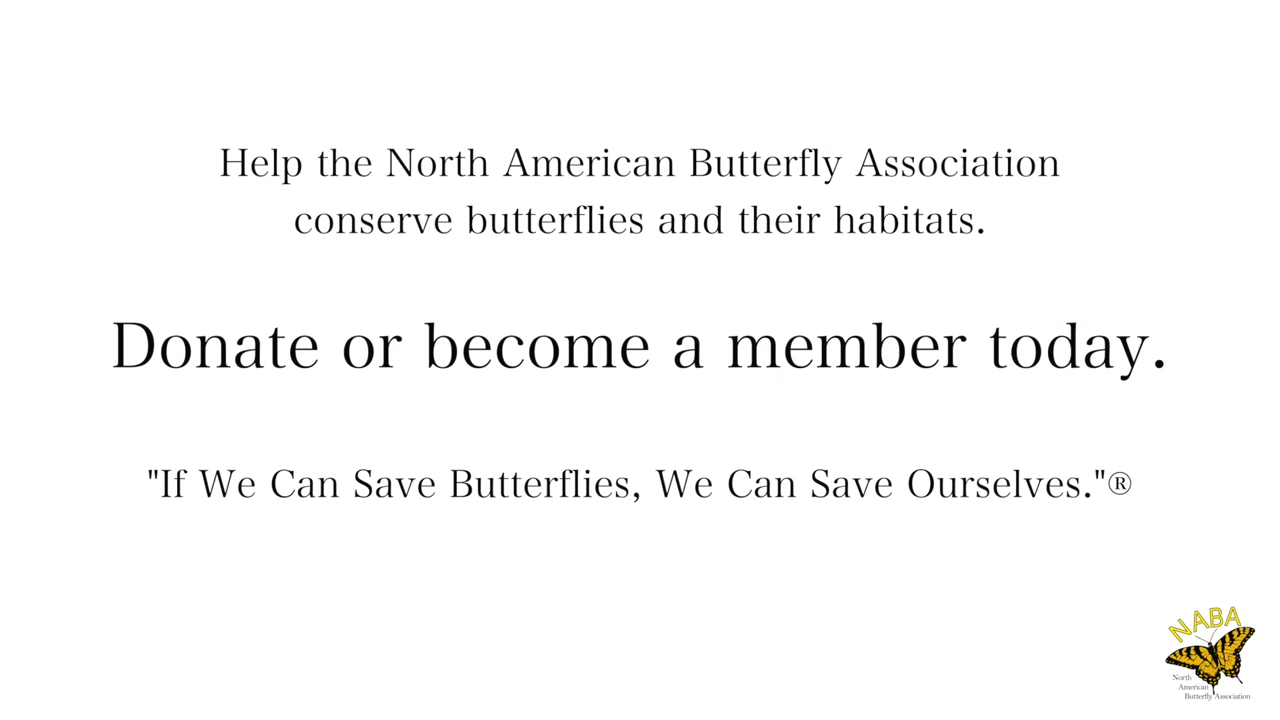 Help the North American Butterfly Association
conserve butterflies and their habitats.
Donate or become a member today.
"If We Can Save Butterflies, We Can Save Ourselves."®
NABA
North
American
Butterfly Association